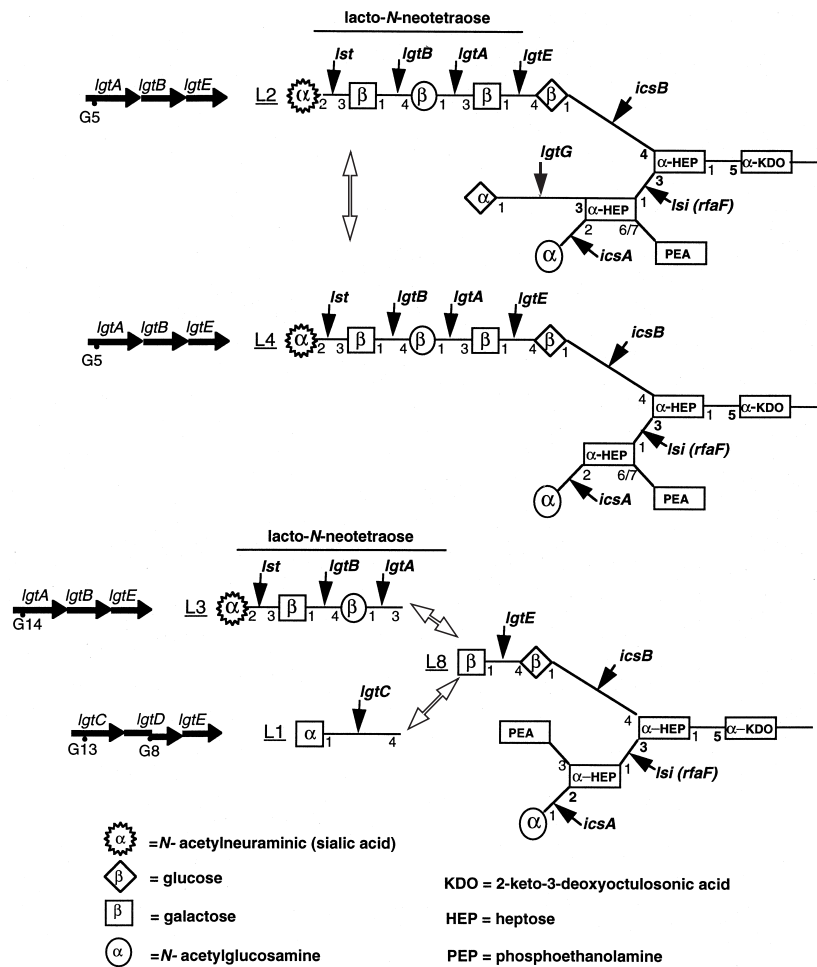 lacto-N-neotetraose
lst lgtB lgtA lgtE
lgtA lgtB lgtE
G5
L2 α 2 3 β 1 4 β 1 3 β 1 4 β 1
icsB
4 α-HEP 1 5 α-KDO
3
lgtG
lsi (rfaF)
α 1 3 α-HEP 1
2 6/7
α icsA PEA
lst lgtB lgtA lgtE
lgtA lgtB lgtE
G5
L4 α 2 3 β 1 4 β 1 3 β 1 4 β 1
icsB
4 α-HEP 1 5 α-KDO
3
lsi (rfaF)
α-HEP 1
2 6/7
α icsA PEA
lacto-N-neotetraose
lst lgtB lgtA
lgtA lgtB lgtE
G14
L3 α 2 3 β 1 4 β 1 3
lgtE
L8 β 1 4 β 1
icsB
lgtC
lgtC lgtD lgtE
G13 G8
L1 α 1 4
4 α–HEP 1 5 α–KDO
3
PEA
lsi (rfaF)
3 α–HEP 1
2
α 1 icsA
α =N- acetylneuraminic (sialic acid)
β = glucose
β = galactose
α =N- acetylglucosamine
KDO = 2-keto-3-deoxyoctulosonic acid
HEP = heptose
PEP = phosphoethanolamine